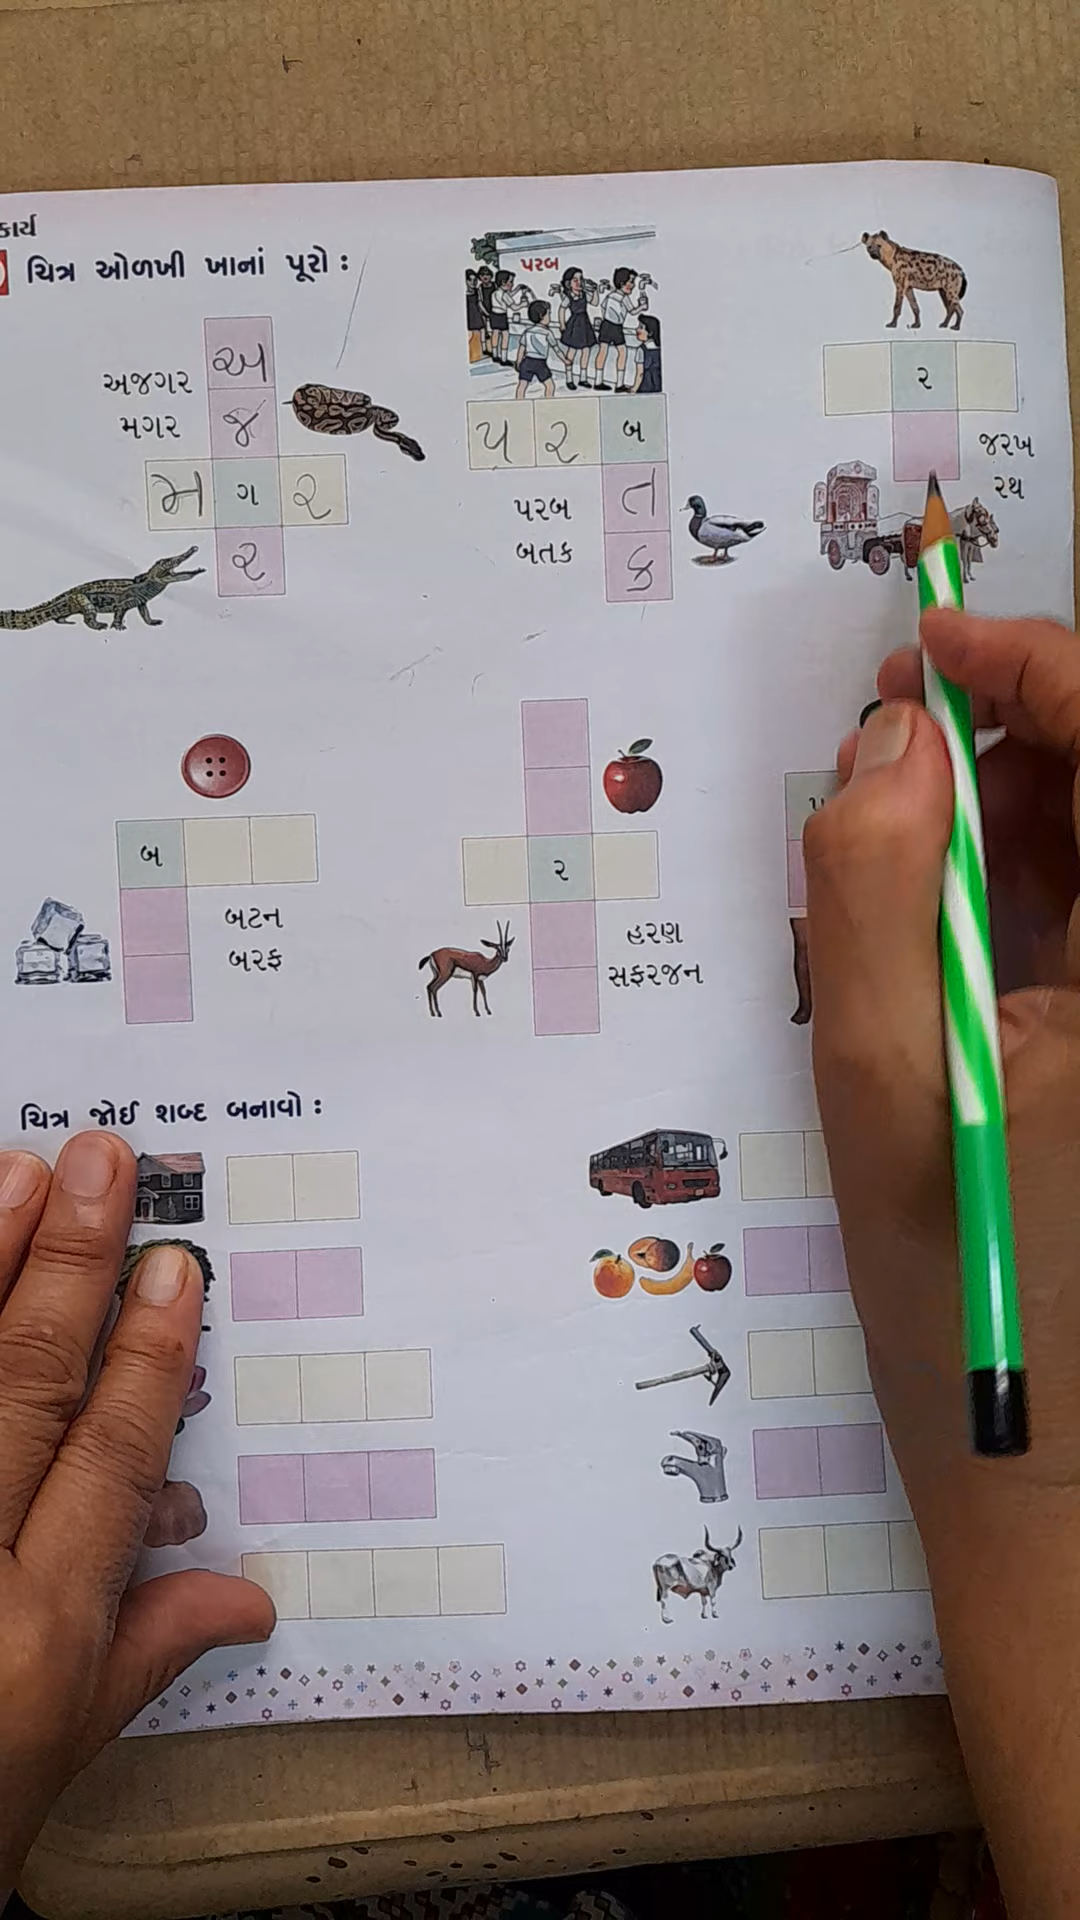 કાર્ય
ચિત્ર ઓળખી ખાનાં પૂરો :
અજગર
મગર
અ
જ
મ ગ ર
ર
પરબ
પ ર બ
ત
ક
પરબ
બતક
ર
જરખ
રથ
બ
બટન
બરફ
ર
હરણ
સફરજન
ચિત્ર જોઈ શબ્દ બનાવો :